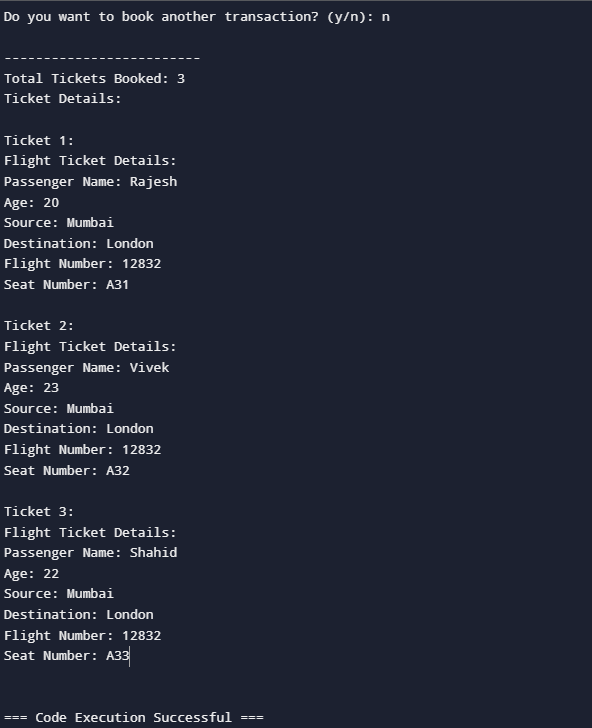 Do you want to book another transaction? (y/n): n
-------------------------
Total Tickets Booked: 3
Ticket Details:
Ticket 1:
Flight Ticket Details:
Passenger Name: Rajesh
Age: 20
Source: Mumbai
Destination: London
Flight Number: 12832
Seat Number: A31
Ticket 2:
Flight Ticket Details:
Passenger Name: Vivek
Age: 23
Source: Mumbai
Destination: London
Flight Number: 12832
Seat Number: A32
Ticket 3:
Flight Ticket Details:
Passenger Name: Shahid
Age: 22
Source: Mumbai
Destination: London
Flight Number: 12832
Seat Number: A33
=== Code Execution Successful ===